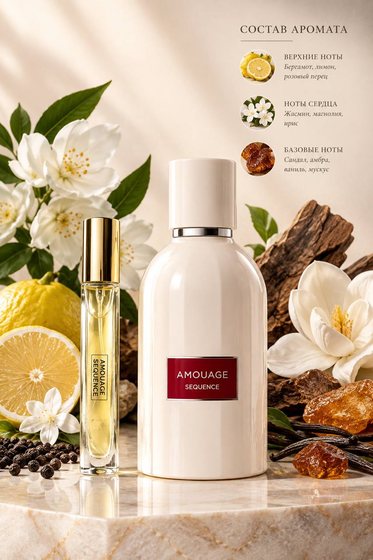 СОСТАВ АРОМАТА
ВЕРХНИЕ НОТЫ
Бергамот, лимон,
розовый перец
НОТЫ СЕРДЦА
Жасмин, магнолия,
ирис
БАЗОВЫЕ НОТЫ
Сандал, амбра,
ваниль, мускус
AMOUAGE
SEQUENCE
AMOUAGE
SEQUENCE